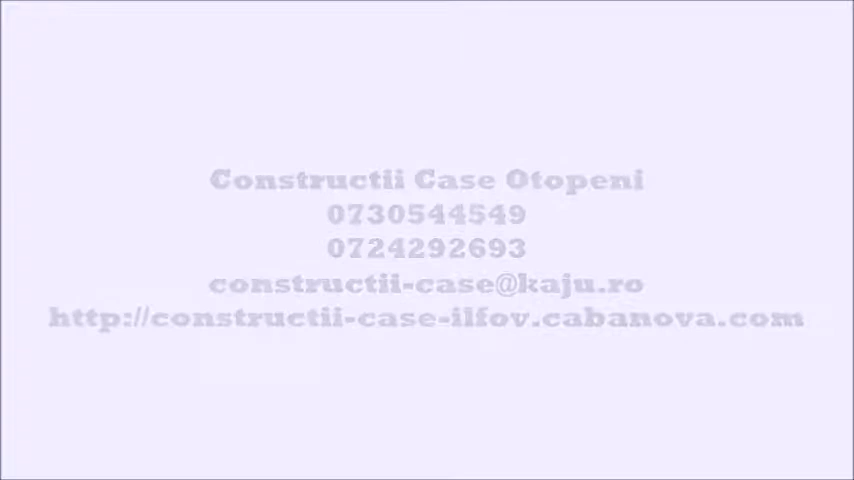 Constructii Case Otopeni
0730544549
0724292693
constructii-case@kaju.ro
http://constructii-case-ilfov.cabanova.com